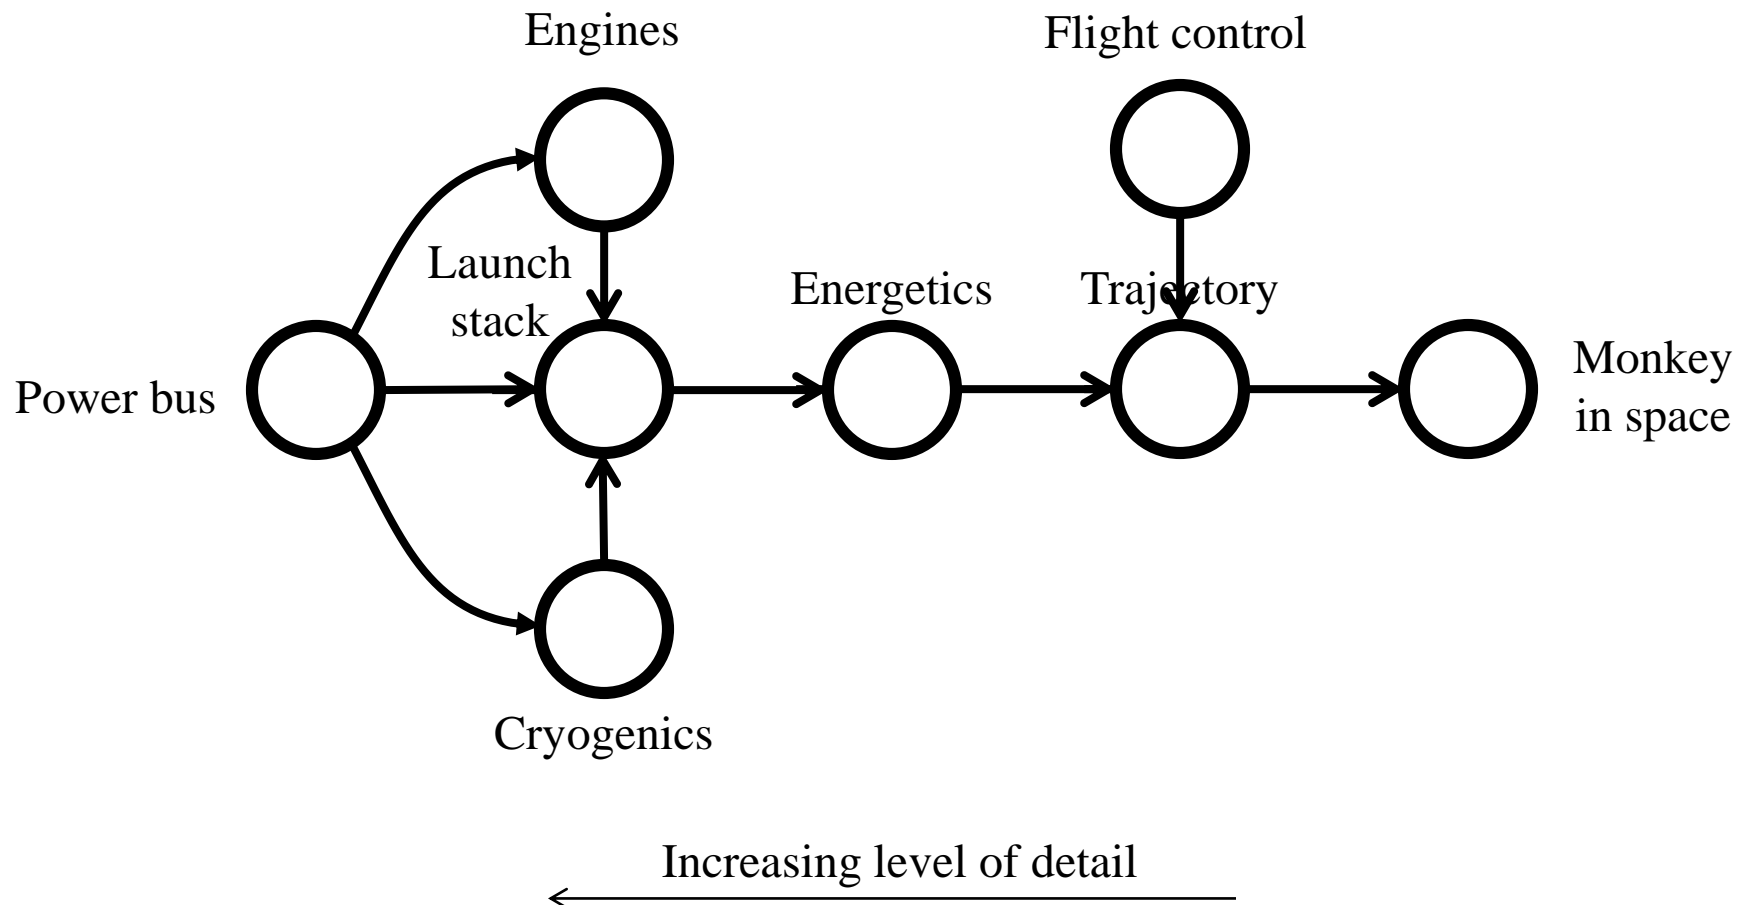 Engines
Flight control
Launch
stack
Energetics
Trajectory
Power bus
Monkey
in space
Cryogenics
Increasing level of detail